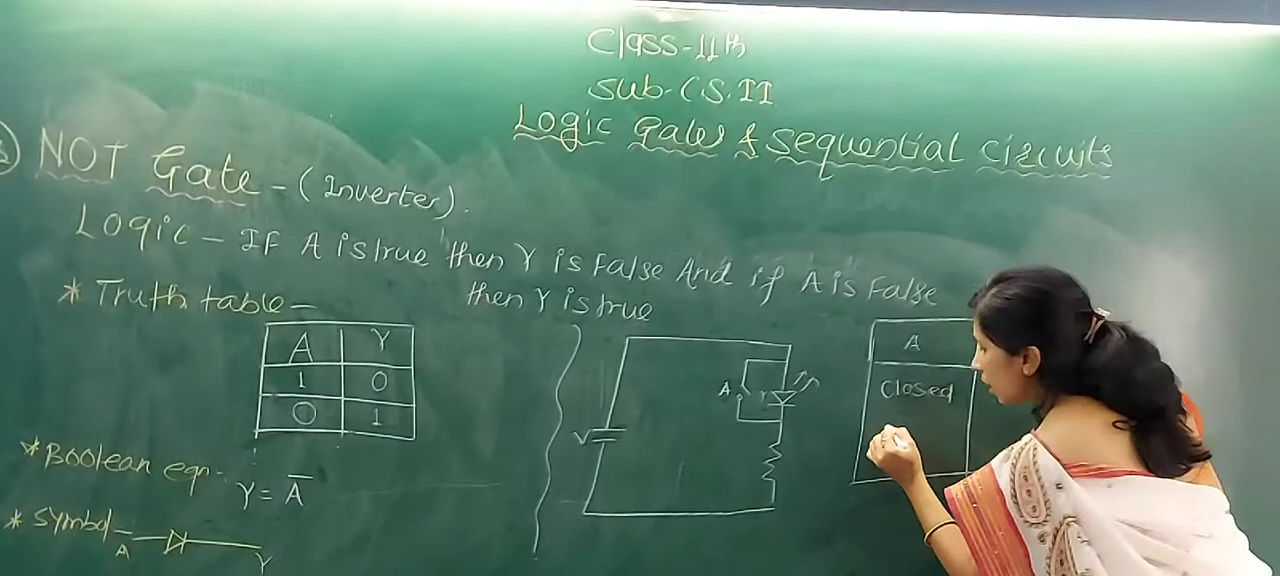 Class-11th
Sub-CS.II
Logic Gates & Sequential Circuits
NOT Gate - (Inverter).
Logic - IF A is true then Y is False And if A is False
then Y is true
* Truth table -
A Y
1 0
0 1
* Boolean eqn -
Y = A̅
* Symbol -
A Y
V
A
Y
A
Closed